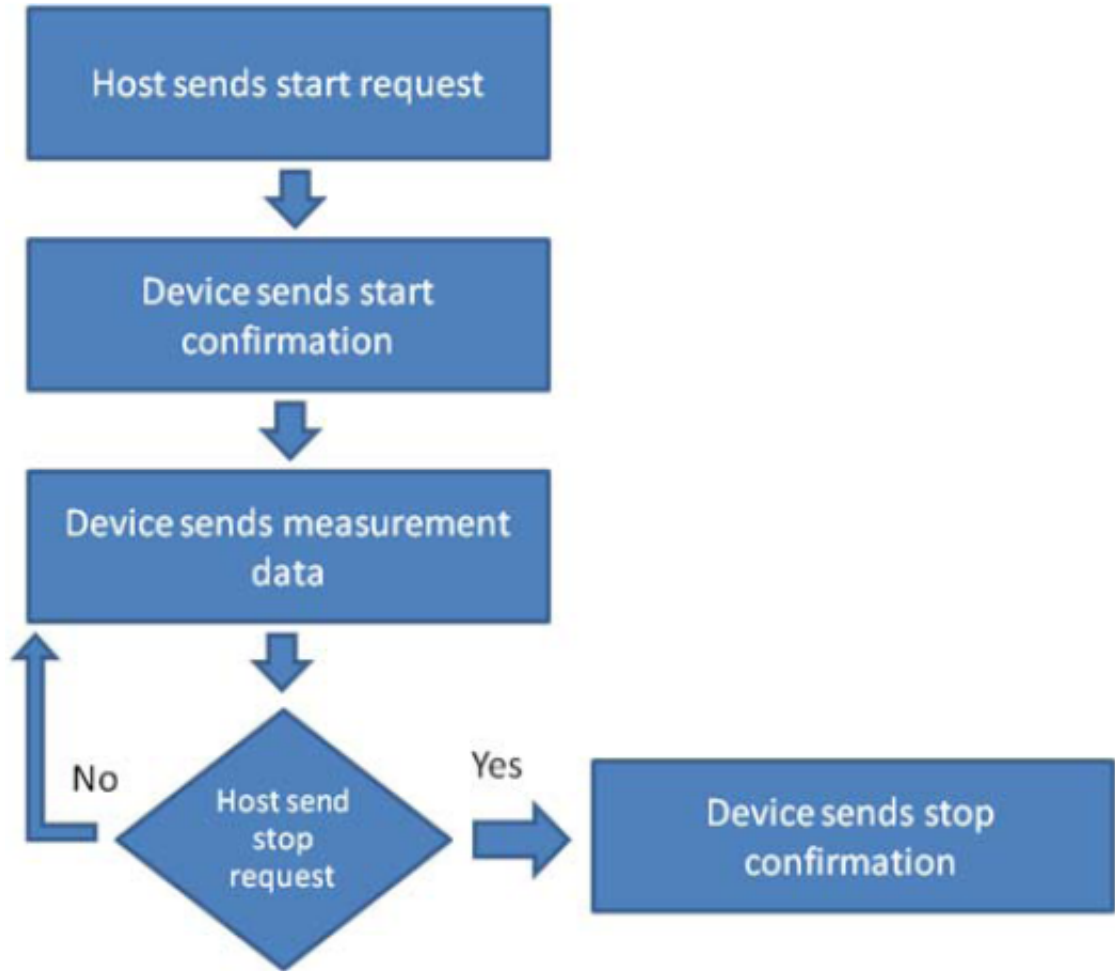 Host sends start request
Device sends start
confirmation
Device sends measurement
data
No
Yes
Host send
stop
request
Device sends stop
confirmation